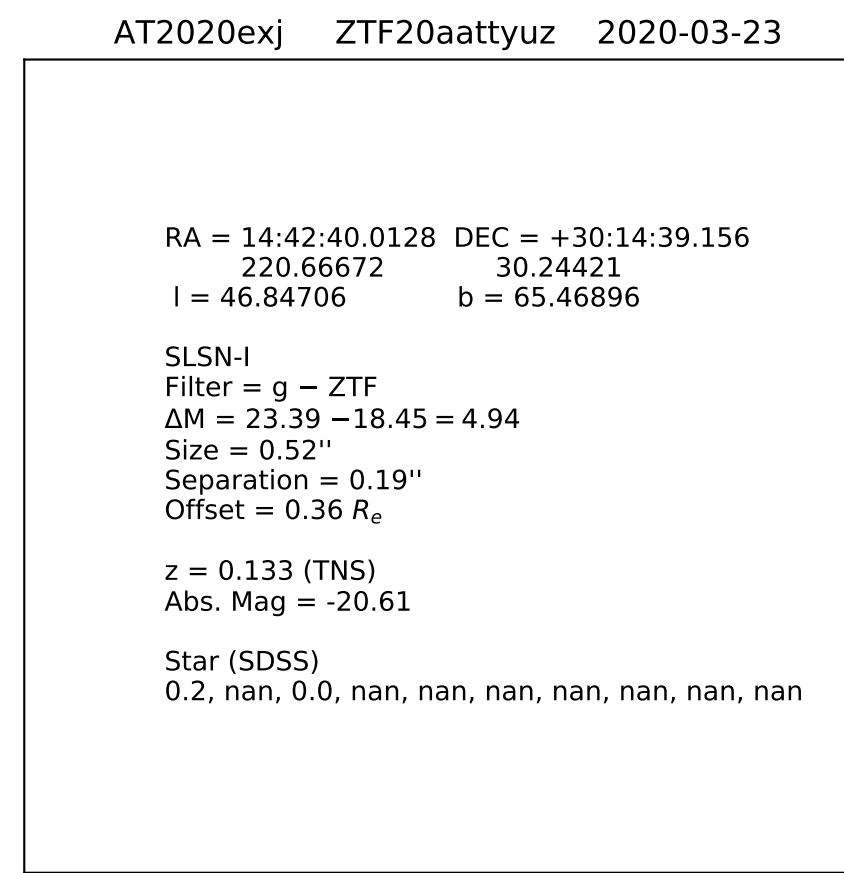 AT2020exj ZTF20aattyuz 2020-03-23
RA = 14:42:40.0128 DEC = +30:14:39.156
220.66672 30.24421
l = 46.84706 b = 65.46896
SLSN-I
Filter = g − ZTF
ΔM = 23.39 −18.45 = 4.94
Size = 0.52''
Separation = 0.19''
Offset = 0.36 Rₑ
z = 0.133 (TNS)
Abs. Mag = -20.61
Star (SDSS)
0.2, nan, 0.0, nan, nan, nan, nan, nan, nan, nan